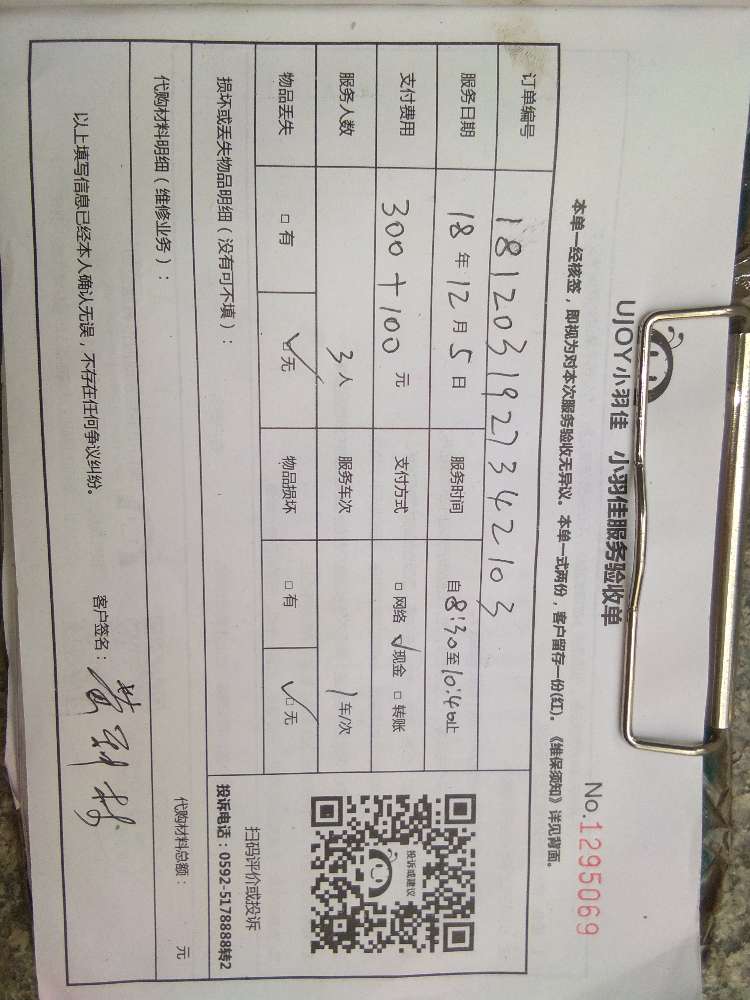 UJOY小羽佳 小羽佳服务验收单
No.1295069
本单一经核签，即视为对本次服务验收无异议。本单一式两份，客户留存一份(红)。《维保须知》详见背面。
订单编号 1812031927342103
服务日期 18年12月5日 服务时间 自8:30至10:40止
支付费用 300+100元 支付方式 □网络 √现金 □转账
服务人数 3人 服务车次 1车/次
物品丢失 □有 ☑无 物品损坏 □有 ☑无
投诉或建议
扫码评价或投诉
投诉电话：0592-5178888转2
损坏或丢失物品明细（没有可不填）：
代购材料明细（维修业务）： 代购材料总额： 元
以上填写信息已经本人确认无误，不存在任何争议纠纷。 客户签名：